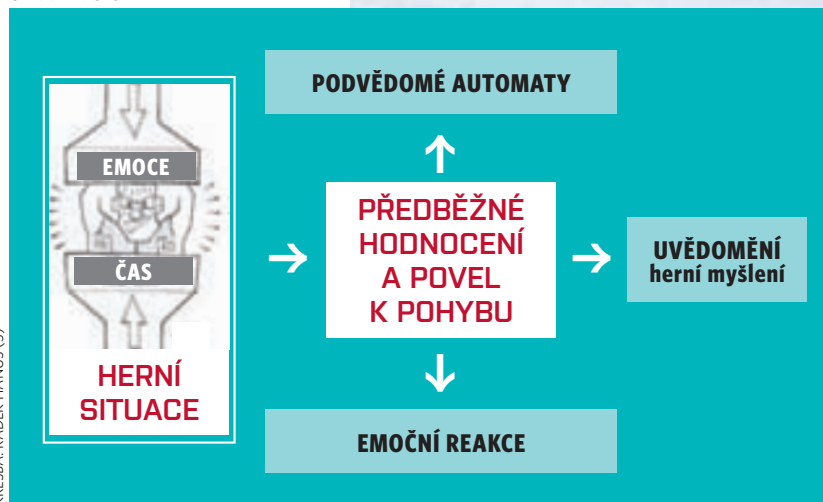 PODVĚDOMÉ AUTOMATY
EMOCE
ČAS
HERNÍ
SITUACE
PŘEDBĚŽNÉ
HODNOCENÍ
A POVEL
K POHYBU
UVĚDOMĚNÍ
herní myšlení
EMOČNÍ REAKCE